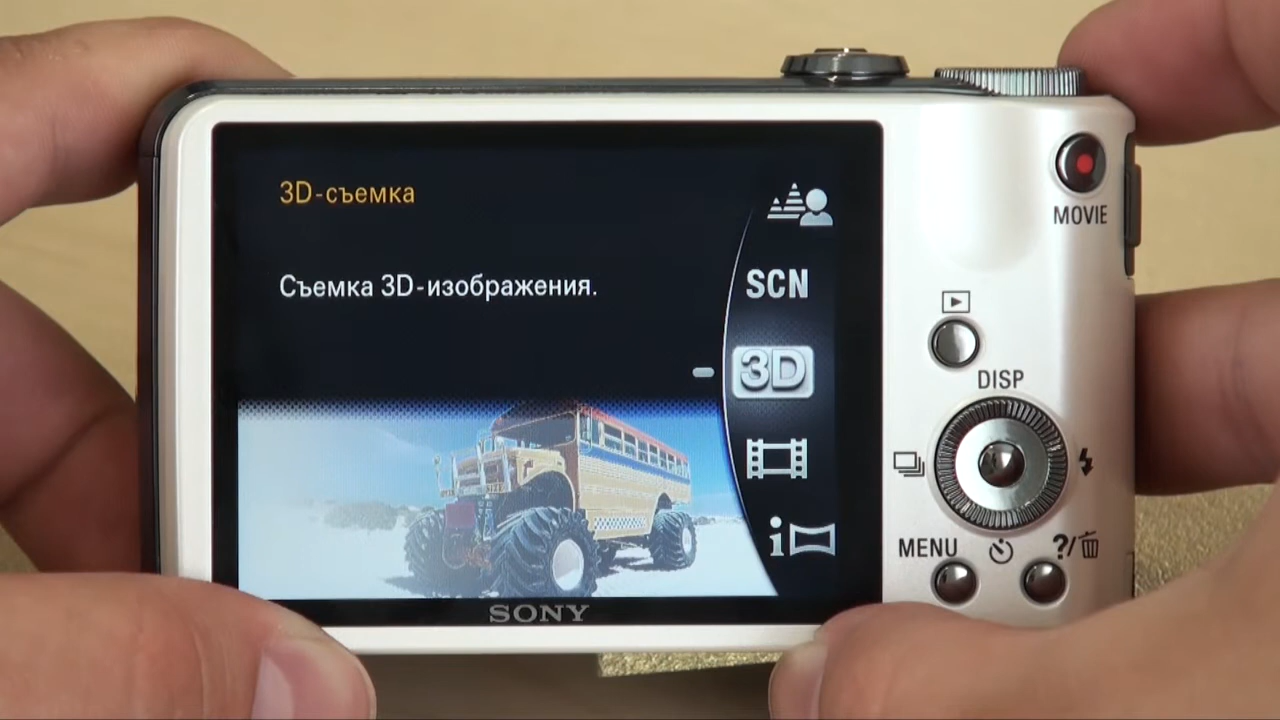 3D-съемка
Съемка 3D-изображения.
SCN
3D
i
SONY
MOVIE
DISP
MENU
?/